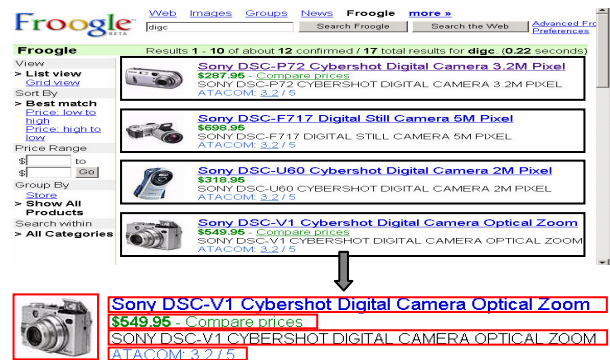 Froogle BETA
Web Images Groups News Froogle more »
digc Search Froogle Search the Web Advanced Fro
Preferences
Froogle Results 1 - 10 of about 12 confirmed / 17 total results for digc. (0.22 seconds)
View
> List view
Grid view
Sort By
> Best match
Price: low to
high
Price: high to
low
Price Range
$ to
$ Go
Group By
Store
> Show All
Products
Search within
> All Categories
Sony DSC-P72 Cybershot Digital Camera 3.2M Pixel
$287.95 - Compare prices
SONY DSC-P72 CYBERSHOT DIGITAL CAMERA 3.2M PIXEL
ATACOM: 3.2 / 5
Sony DSC-F717 Digital Still Camera 5M Pixel
$698.95
SONY DSC-F717 DIGITAL STILL CAMERA 5M PIXEL
ATACOM: 3.2 / 5
Sony DSC-U60 Cybershot Digital Camera 2M Pixel
$318.95
SONY DSC-U60 CYBERSHOT DIGITAL CAMERA 2M PIXEL
ATACOM: 3.2 / 5
Sony DSC-V1 Cybershot Digital Camera Optical Zoom
$549.95 - Compare prices
SONY DSC-V1 CYBERSHOT DIGITAL CAMERA OPTICAL ZOOM
ATACOM: 3.2 / 5
Sony DSC-V1 Cybershot Digital Camera Optical Zoom
$549.95 - Compare prices
SONY DSC-V1 CYBERSHOT DIGITAL CAMERA OPTICAL ZOOM
ATACOM: 3.2 / 5